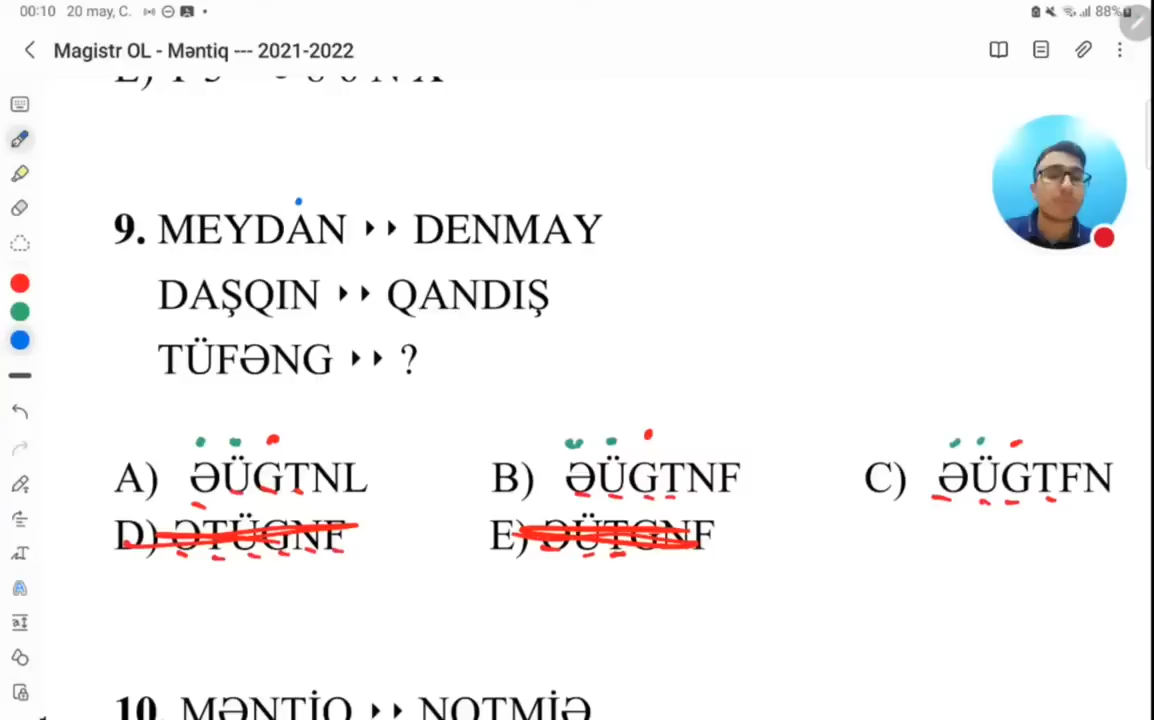 00:10 20 may, C. 88%
Magistr OL - Məntiq --- 2021-2022
9. MEYDAN ‣‣ DENMAY
DAŞQIN ‣‣ QANDIŞ
TÜFƏNG ‣‣ ?
A) ƏÜGTNL B) ƏÜGTNF C) ƏÜGTFN
D) ƏTÜGNF E) ƏÜTGNF
10. MƏNTİQ ‣‣ NQTMİƏ